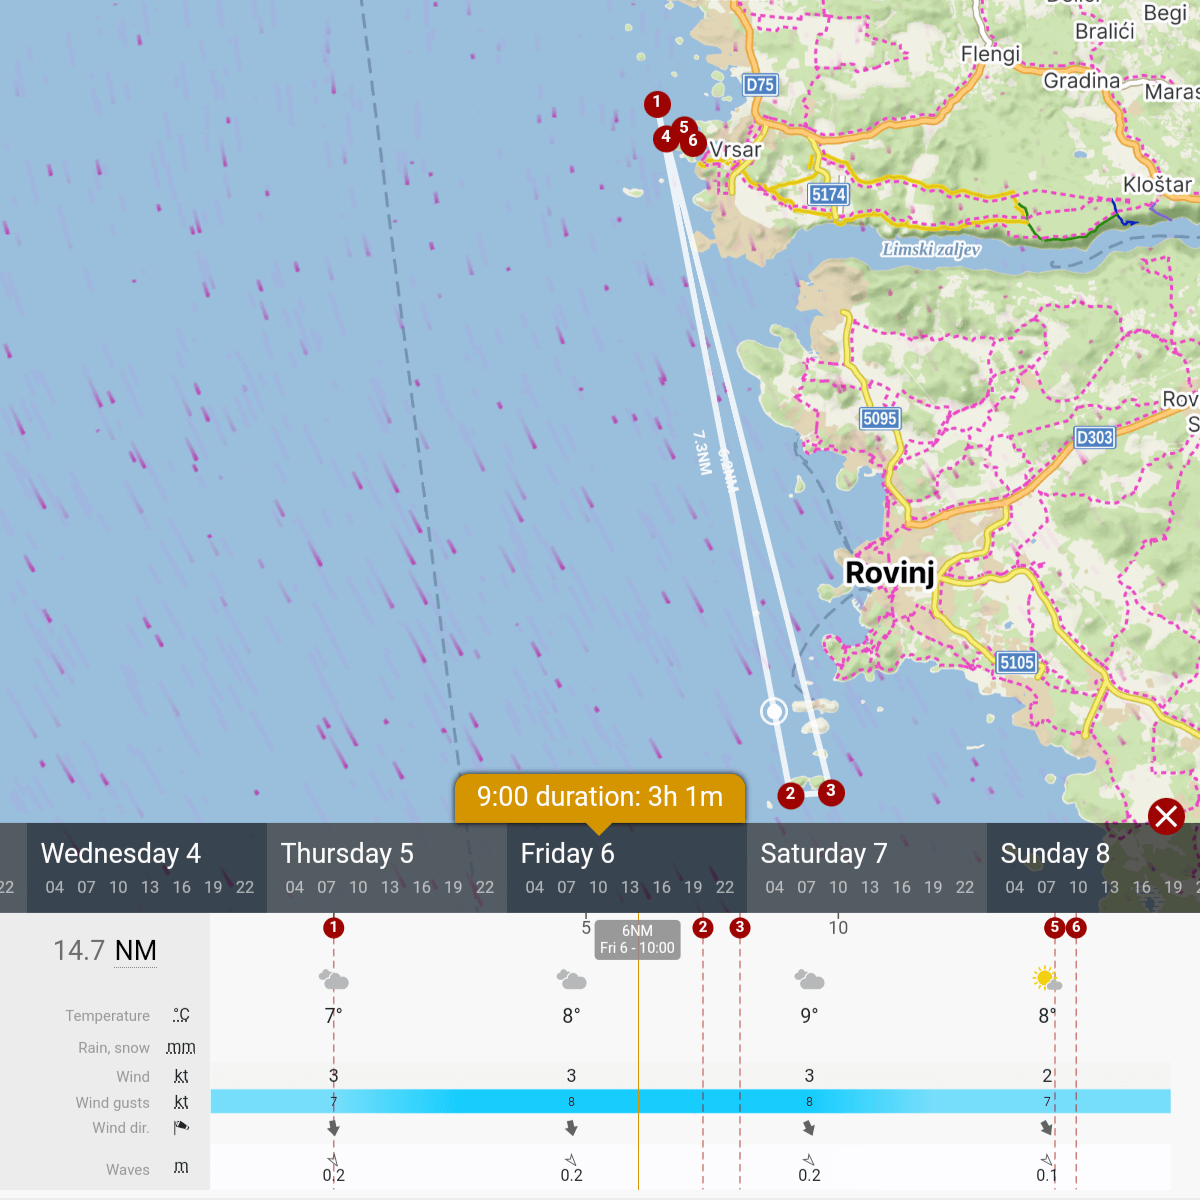 Begi
Bralići
Flengi
D75
Gradina
Maras
1
5
4
6
Vrsar
Kloštar
5174
Limski zaljev
Rov
5095
S
D303
7.3NM
Rovinj
5105
2
3
9:00 duration: 3h 1m
Wednesday 4
Thursday 5
Friday 6
Saturday 7
Sunday 8
22 04 07 10 13 16 19 22 04 07 10 13 16 19 22 04 07 10 13 16 19 22 04 07 10 13 16 19 22 04 07 10 13 16 19
1 5 2 3 10 5 6
6NM
Fri 6 - 10:00
14.7 NM
Temperature °C 7° 8° 9° 8°
Rain, snow mm
Wind kt 3 3 3 2
Wind gusts kt 7 8 8 7
Wind dir.
Waves m 0.2 0.2 0.2 0.1